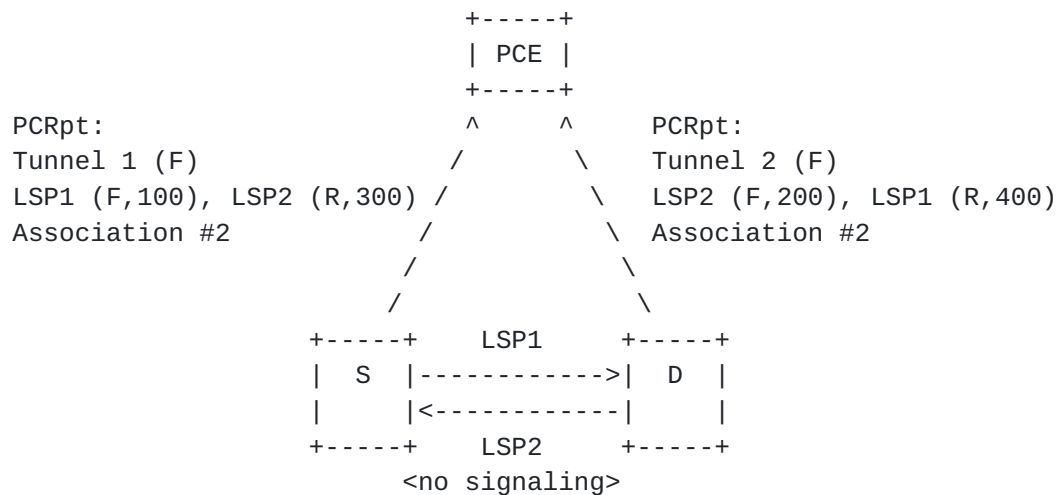 PCE
PCRpt: PCRpt:
Tunnel 1 (F) Tunnel 2 (F)
LSP1 (F,100), LSP2 (R,300) LSP2 (F,200), LSP1 (R,400)
Association #2 Association #2
LSP1
S D
LSP2
<no signaling>